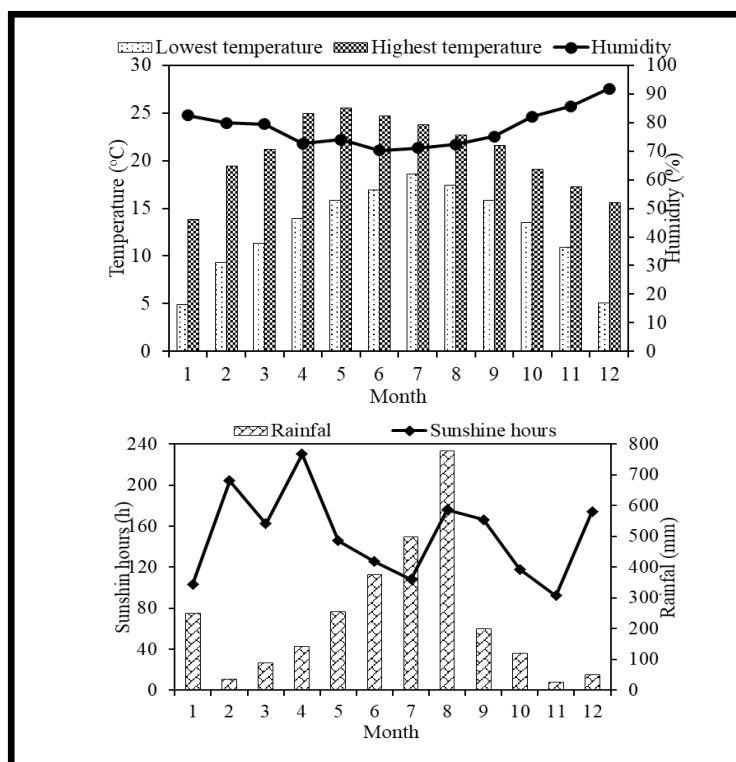 Lowest temperature Highest temperature Humidity
30 100
90
25
80
20 70
60
15 50
40
10
30
5 20
10
0 0
Temperature (°C)
Humidity (%)
1 2 3 4 5 6 7 8 9 10 11 12
Month
Rainfal Sunshine hours
240 800
700
200
600
160
500
120 400
300
80
200
40
100
0 0
Sunshin hours (h)
Rainfal (mm)
1 2 3 4 5 6 7 8 9 10 11 12
Month